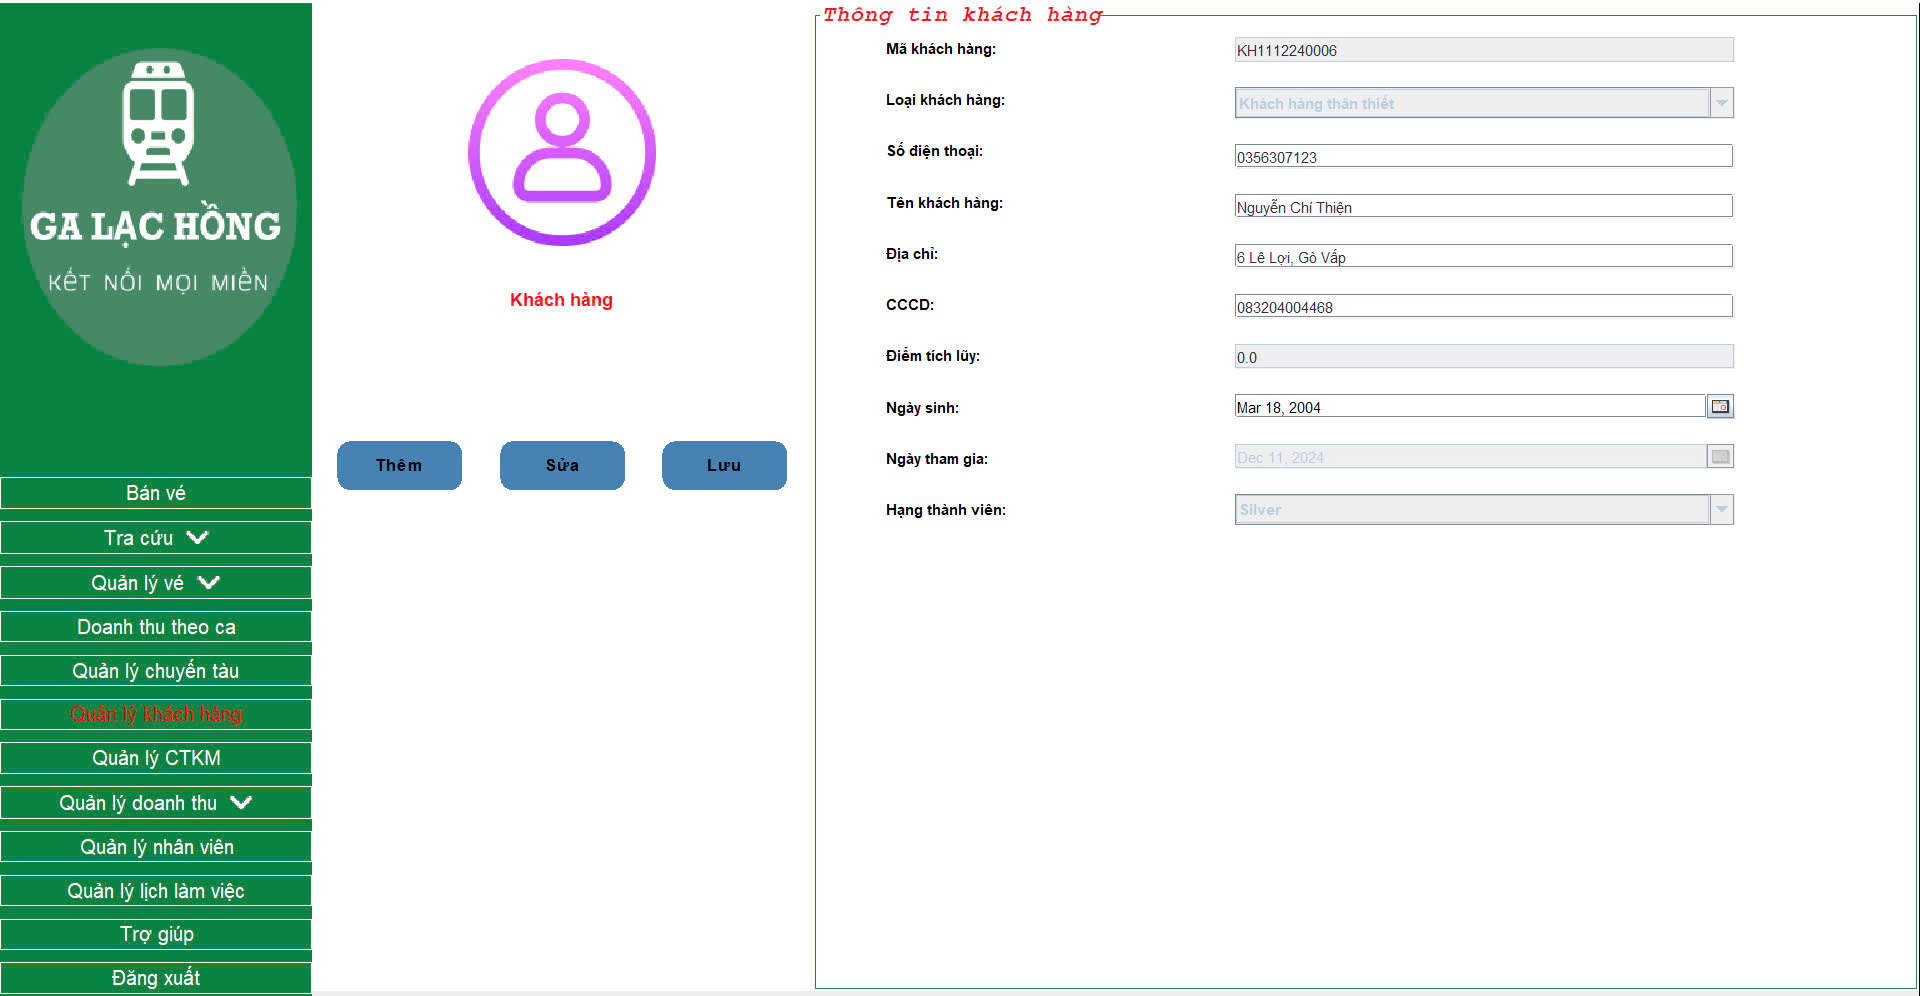 GA LẠC HỒNG
KẾT NỐI MỌI MIỀN
Bán vé
Tra cứu
Quản lý vé
Doanh thu theo ca
Quản lý chuyến tàu
Quản lý khách hàng
Quản lý CTKM
Quản lý doanh thu
Quản lý nhân viên
Quản lý lịch làm việc
Trợ giúp
Đăng xuất
Khách hàng
Thêm
Sửa
Lưu
Thông tin khách hàng
Mã khách hàng: KH1112240006
Loại khách hàng: Khách hàng thân thiết
Số điện thoại: 0356307123
Tên khách hàng: Nguyễn Chí Thiện
Địa chỉ: 6 Lê Lợi, Gò Vấp
CCCD: 083204004468
Điểm tích lũy: 0.0
Ngày sinh: Mar 18, 2004
Ngày tham gia: Dec 11, 2024
Hạng thành viên: Silver